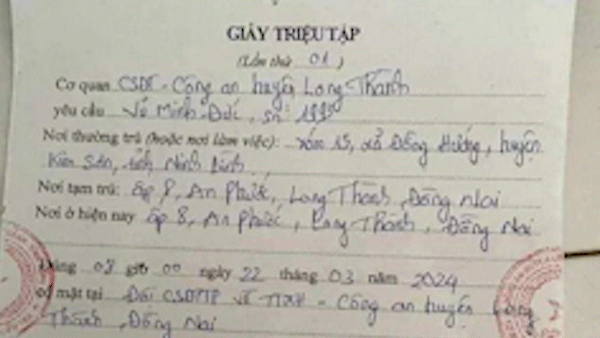 GIẤY TRIỆU TẬP
(Lần thứ 01)
Cơ quan CSĐT - Công an huyện Long Thành
yêu cầu Vũ Minh Đức, sn: 1995
Nơi thường trú (hoặc nơi làm việc): xóm 15, xã Đồng Hướng, huyện
Kim Sơn, tỉnh Ninh Bình
Nơi tạm trú: ấp 8, An Phước, Long Thành, Đồng Nai
Nơi ở hiện nay ấp 8, An Phước, Long Thành, Đồng Nai
Đúng 08 giờ 00 ngày 22 tháng 03 năm 2024
có mặt tại Đội CSĐTTP về TTXH - Công an huyện Long
Thành, Đồng Nai